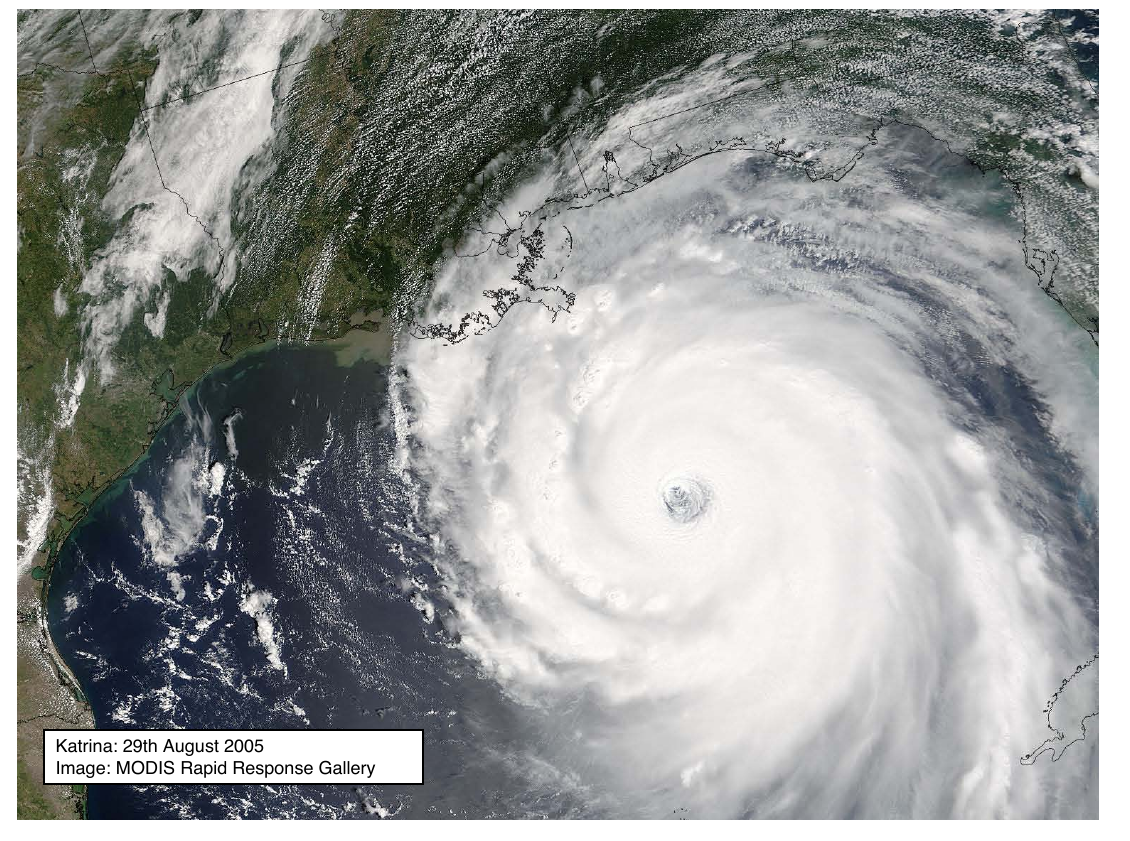 Katrina: 29th August 2005
Image: MODIS Rapid Response Gallery